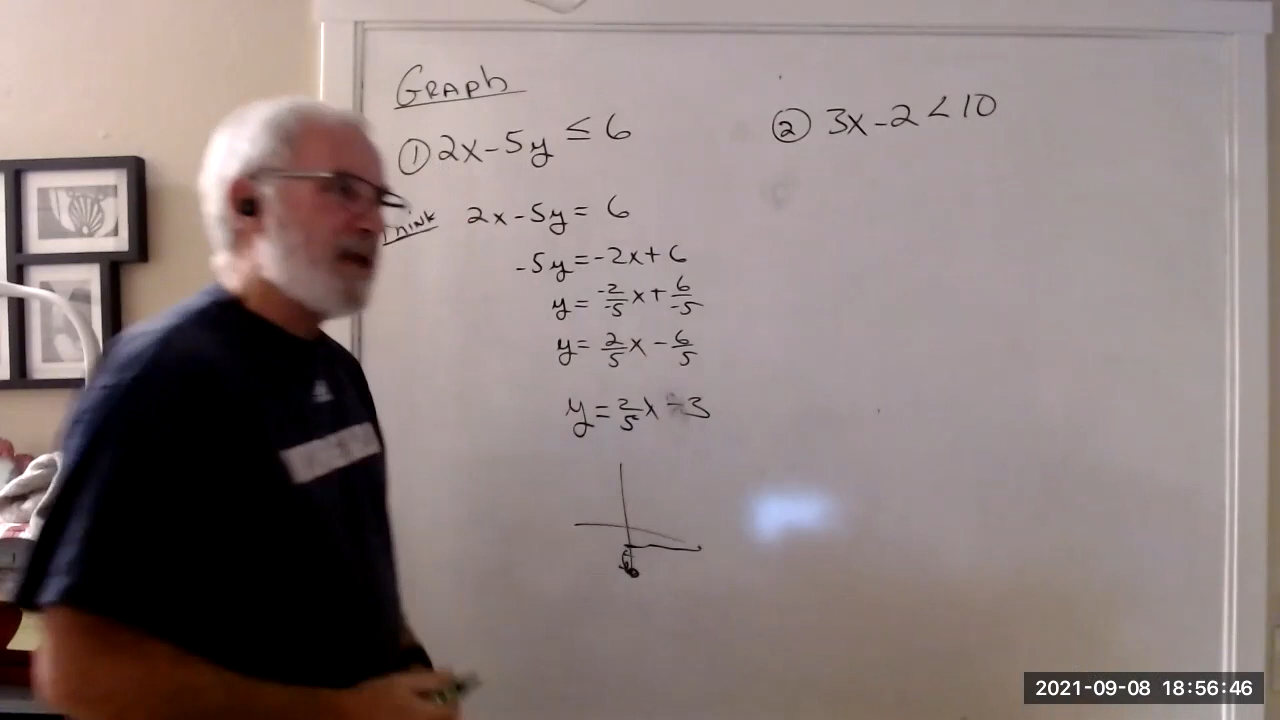 GRAPh
① 2x-5y ≤ 6
Think 2x-5y = 6
-5y = -2x+6
y = -2/-5 x + 6/-5
y = 2/5 x - 6/5
y = 2/5 x - 3
② 3x-2 < 10
2021-09-08 18:56:46